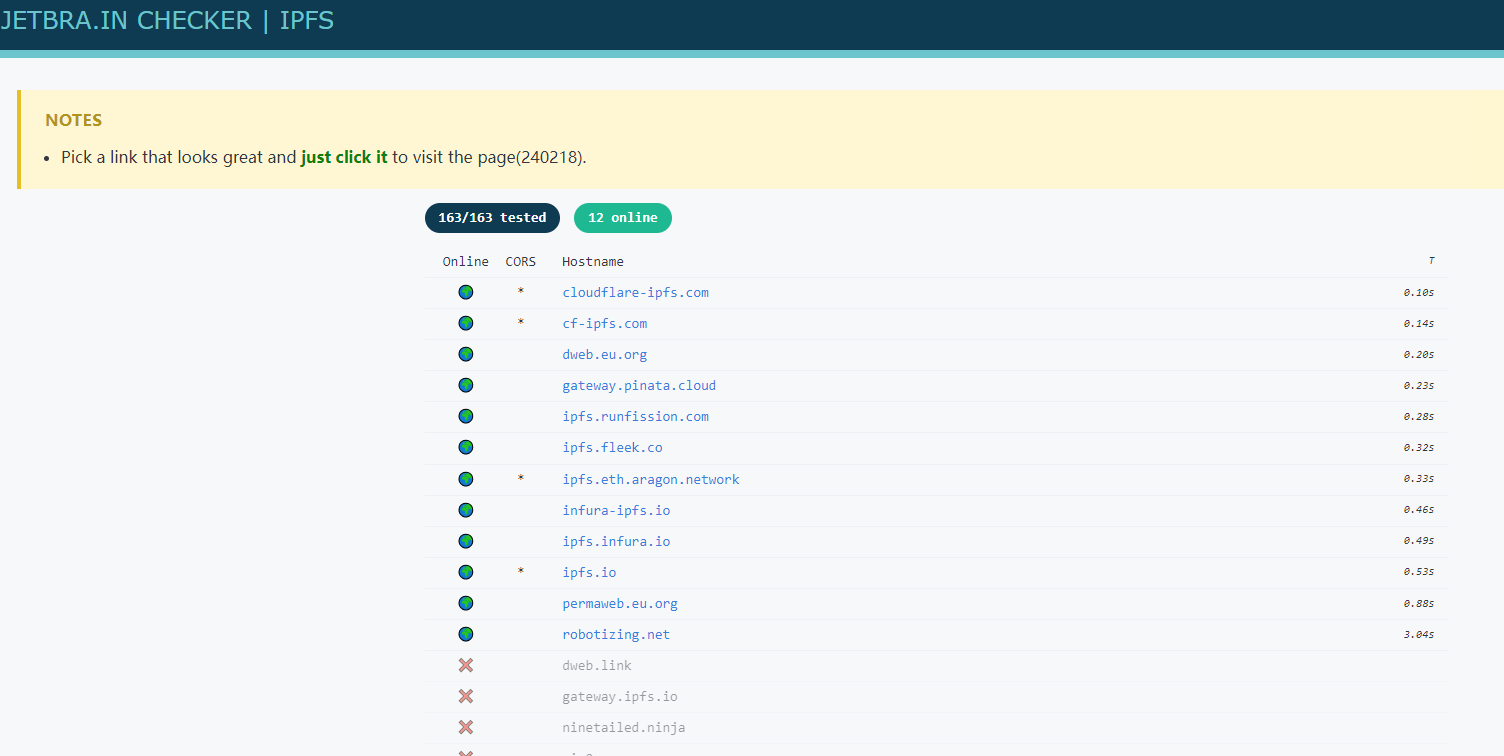 JETBRA.IN CHECKER | IPFS
NOTES
• Pick a link that looks great and just click it to visit the page(240218).
163/163 tested 12 online
Online CORS Hostname T
* cloudflare-ipfs.com 0.10s
* cf-ipfs.com 0.14s
dweb.eu.org 0.20s
gateway.pinata.cloud 0.23s
ipfs.runfission.com 0.28s
ipfs.fleek.co 0.32s
* ipfs.eth.aragon.network 0.33s
infura-ipfs.io 0.46s
ipfs.infura.io 0.49s
* ipfs.io 0.53s
permaweb.eu.org 0.88s
robotizing.net 3.04s
dweb.link
gateway.ipfs.io
ninetailed.ninja